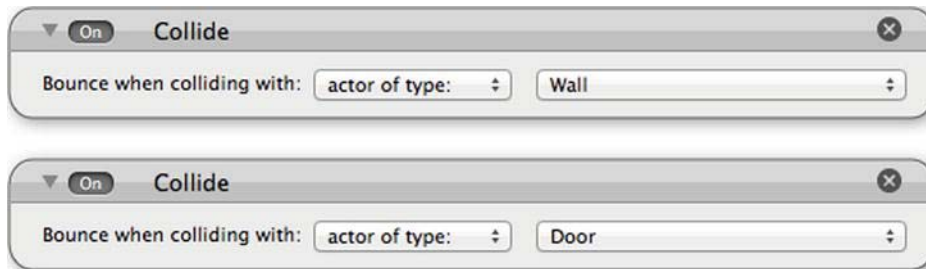 On Collide
Bounce when colliding with: actor of type: Wall
On Collide
Bounce when colliding with: actor of type: Door